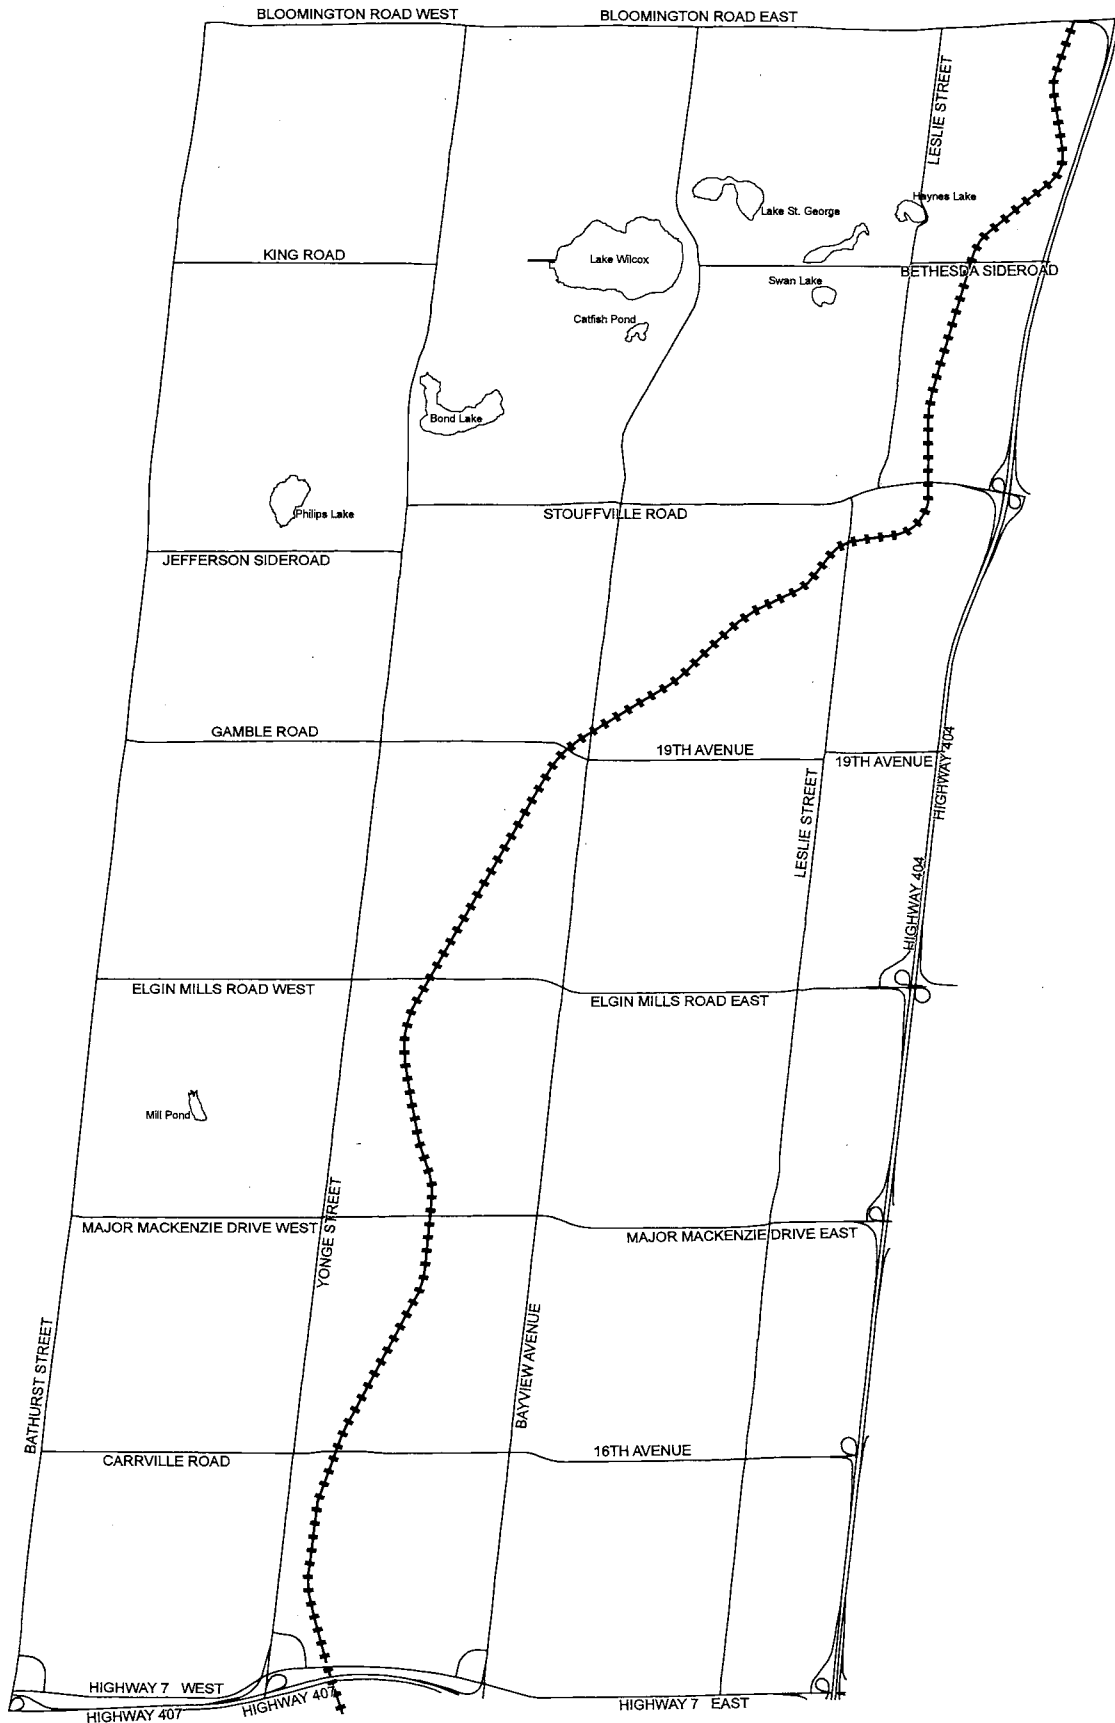 BLOOMINGTON ROAD WEST
BLOOMINGTON ROAD EAST
LESLIE STREET
Haynes Lake
Lake St. George
KING ROAD
Lake Wilcox
BETHESDA SIDEROAD
Swan Lake
Catfish Pond
Bond Lake
Philips Lake
STOUFFVILLE ROAD
JEFFERSON SIDEROAD
GAMBLE ROAD
19TH AVENUE
19TH AVENUE
HIGHWAY 404
LESLIE STREET
HIGHWAY 404
ELGIN MILLS ROAD WEST
ELGIN MILLS ROAD EAST
Mill Pond
YONGE STREET
MAJOR MACKENZIE DRIVE WEST
MAJOR MACKENZIE DRIVE EAST
BATHURST STREET
BAYVIEW AVENUE
CARRVILLE ROAD
16TH AVENUE
HIGHWAY 7 WEST
HIGHWAY 407
HIGHWAY 407
HIGHWAY 7 EAST